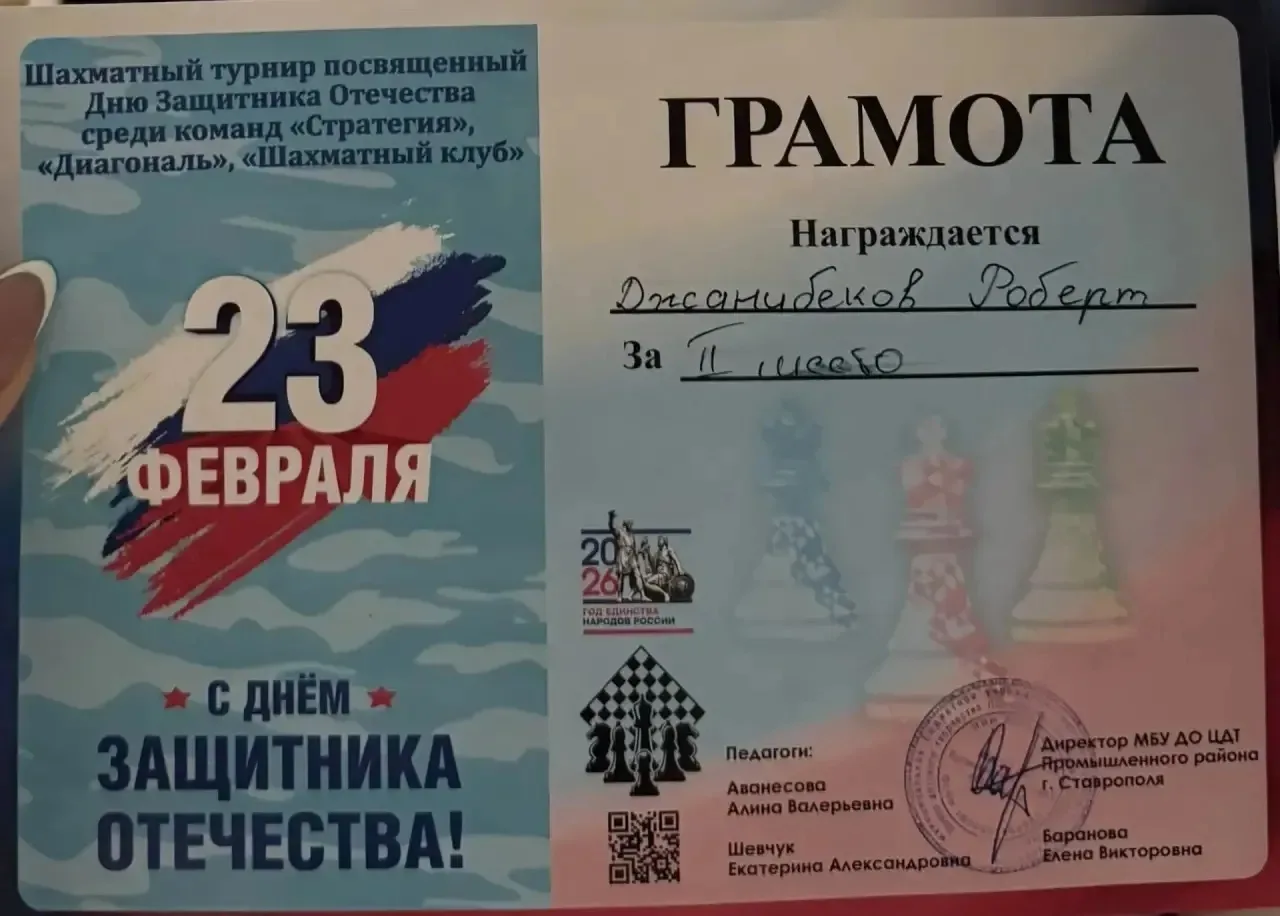 Шахматный турнир посвященный
Дню Защитника Отечества
среди команд «Стратегия»,
«Диагональ», «Шахматный клуб»
23
ФЕВРАЛЯ
С ДНЁМ
ЗАЩИТНИКА
ОТЕЧЕСТВА!
ГРАМОТА
Награждается
Джанибеков Роберт
За II место
20
26
ГОД ЕДИНСТВА
НАРОДОВ РОССИИ
Педагоги:
Аванесова
Алина Валерьевна
Шевчук
Екатерина Александровна
Директор МБУ ДО ЦДТ
Промышленного района
г. Ставрополя
Баранова
Елена Викторовна